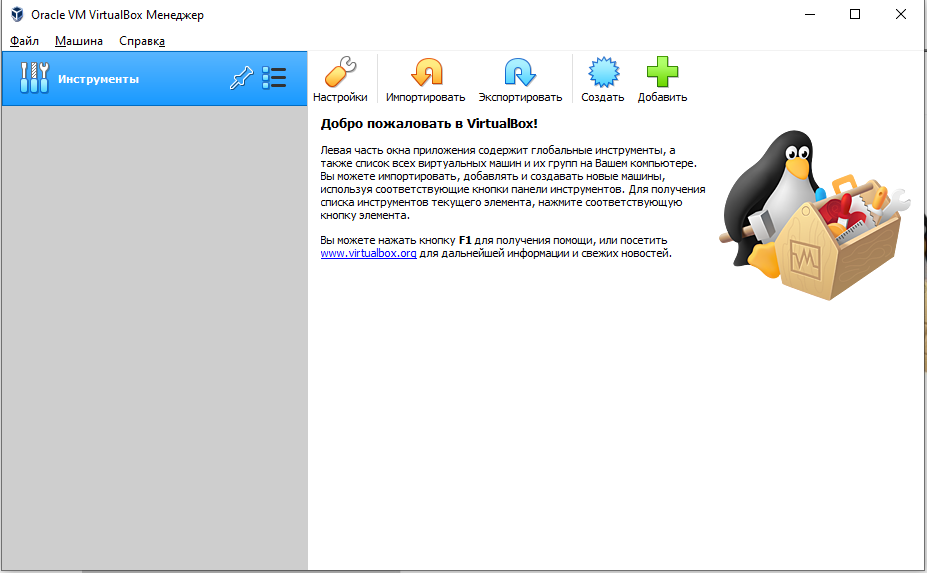 Oracle VM VirtualBox Менеджер
Файл Машина Справка
Инструменты
Настройки Импортировать Экспортировать Создать Добавить
Добро пожаловать в VirtualBox!
Левая часть окна приложения содержит глобальные инструменты, а
также список всех виртуальных машин и их групп на Вашем компьютере.
Вы можете импортировать, добавлять и создавать новые машины,
используя соответствующие кнопки панели инструментов. Для получения
списка инструментов текущего элемента, нажмите соответствующую
кнопку элемента.
Вы можете нажать кнопку F1 для получения помощи, или посетить
www.virtualbox.org для дальнейшей информации и свежих новостей.